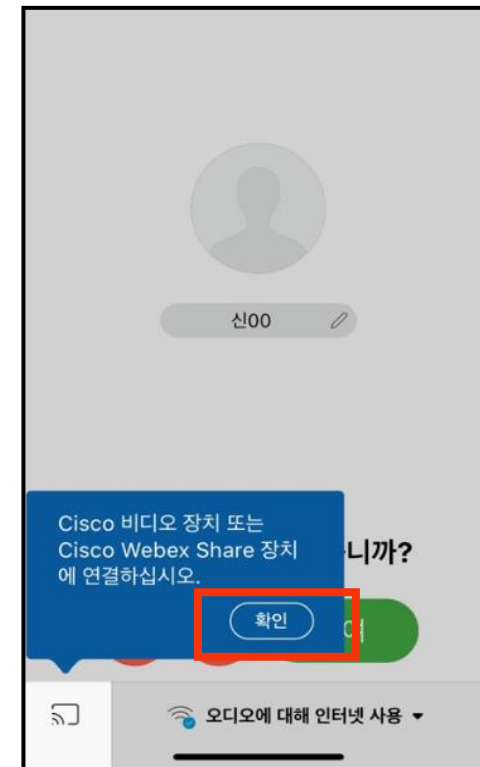 신00
Cisco 비디오 장치 또는
Cisco Webex Share 장치
에 연결하십시오.
니까?
확인
여
오디오에 대해 인터넷 사용